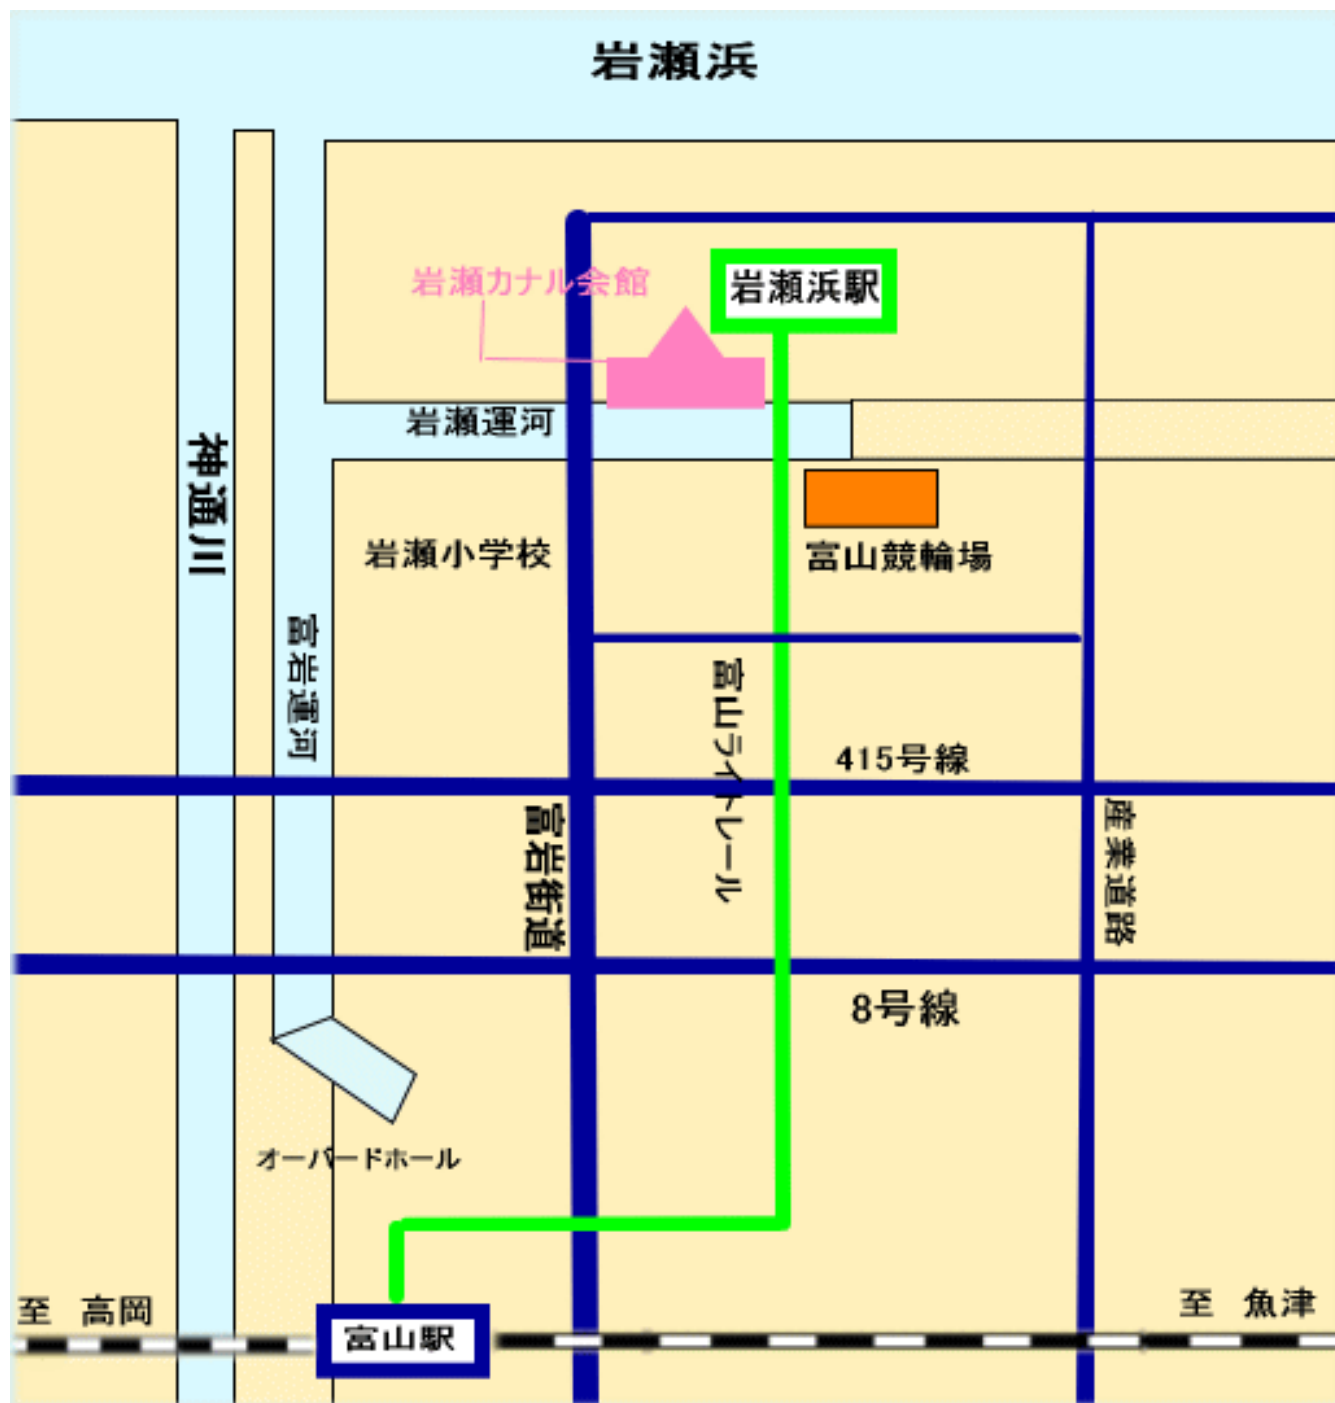 岩瀬浜
岩瀬カナル会館
岩瀬浜駅
岩瀬運河
神通川
岩瀬小学校
富山競輪場
富岩運河
富山ライトレール
415号線
富岩街道
産業道路
8号線
オーバードホール
至 高岡
至 魚津
富山駅